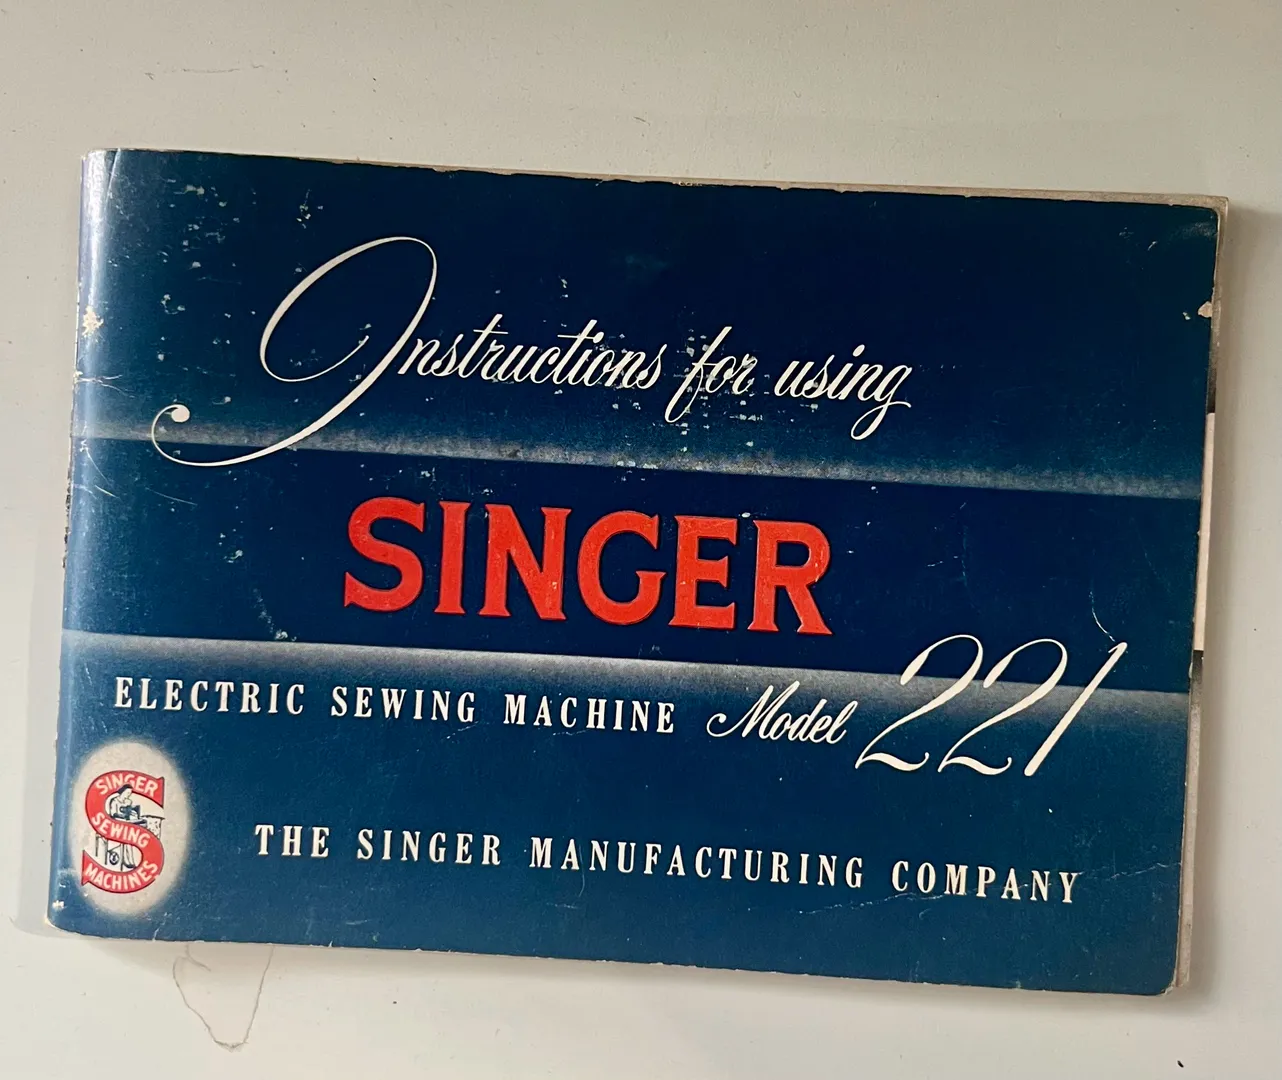 Instructions for using
SINGER
ELECTRIC SEWING MACHINE Model 221
SINGER
SEWING
MACHINES
THE SINGER MANUFACTURING COMPANY